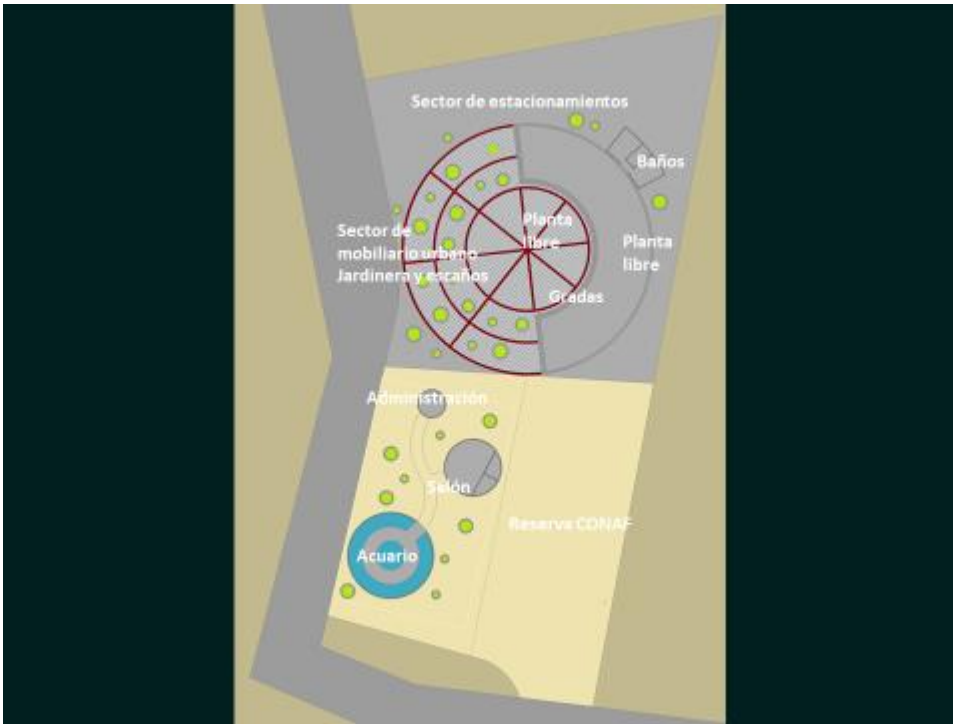 Sector de estacionamientos
Baños
Planta
libre
Sector de
mobiliario urbano
Jardinera y escaños
Planta
libre
Gradas
Administración
Salón
Reserva CONAF
Acuario